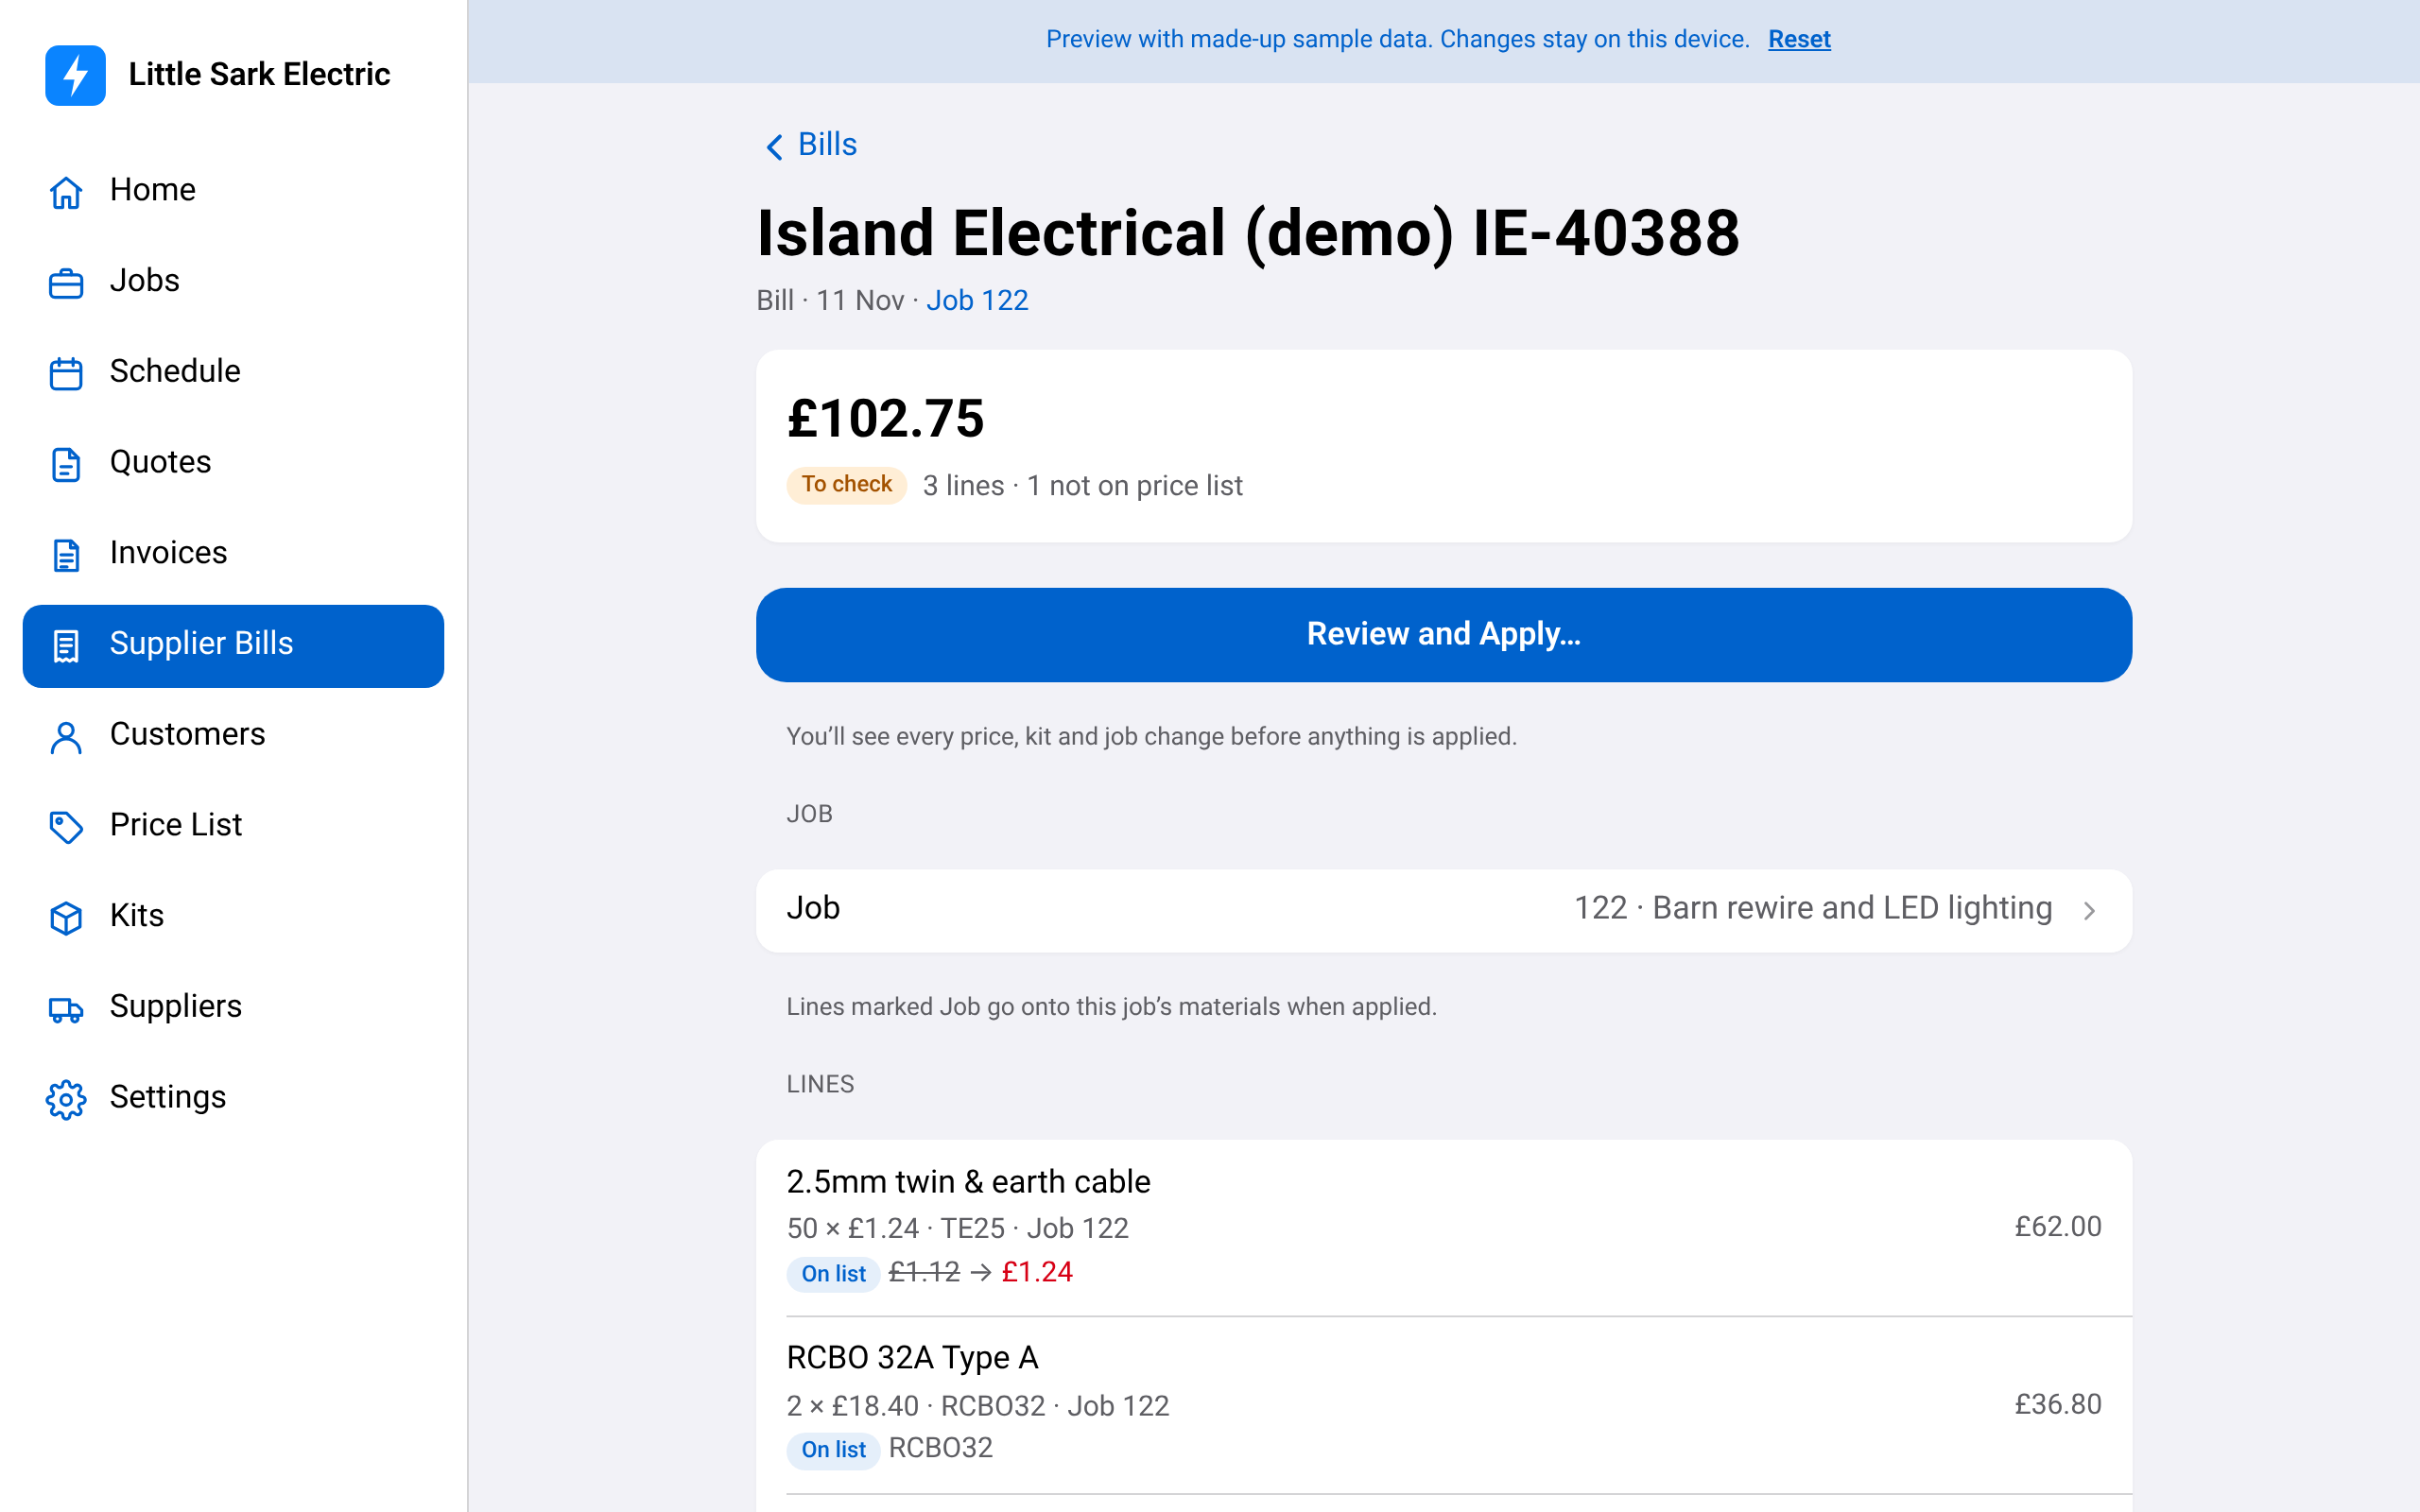 Little Sark Electric
Home
Jobs
Schedule
Quotes
Invoices
Supplier Bills
Customers
Price List
Kits
Suppliers
Settings
Preview with made-up sample data. Changes stay on this device. Reset
Bills
Island Electrical (demo) IE-40388
Bill · 11 Nov · Job 122
£102.75
To check 3 lines · 1 not on price list
Review and Apply…
You’ll see every price, kit and job change before anything is applied.
JOB
Job 122 · Barn rewire and LED lighting
Lines marked Job go onto this job’s materials when applied.
LINES
2.5mm twin & earth cable
50 × £1.24 · TE25 · Job 122 £62.00
On list £1.12 → £1.24
RCBO 32A Type A
2 × £18.40 · RCBO32 · Job 122 £36.80
On list RCBO32